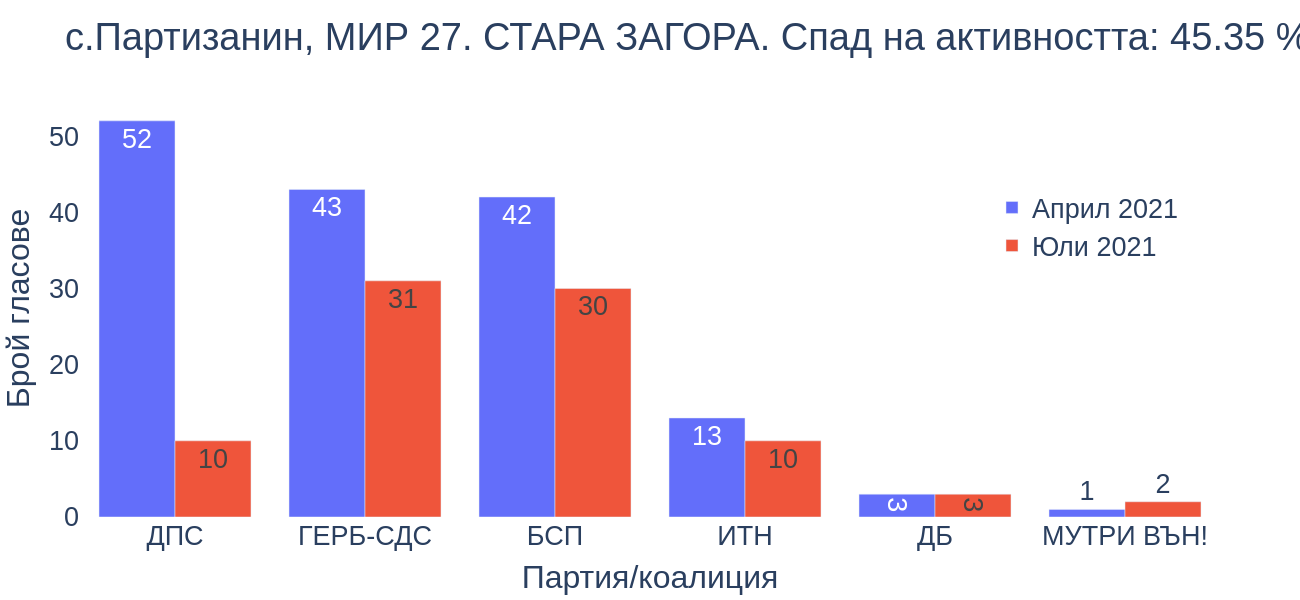 с.Партизанин, МИР 27. СТАРА ЗАГОРА. Спад на активността: 45.35 %
Брой гласове
50
40
30
20
10
0
52
10
43
31
42
30
13
10
3
3
1
2
Април 2021
Юли 2021
ДПС
ГЕРБ-СДС
БСП
ИТН
ДБ
МУТРИ ВЪН!
Партия/коалиция